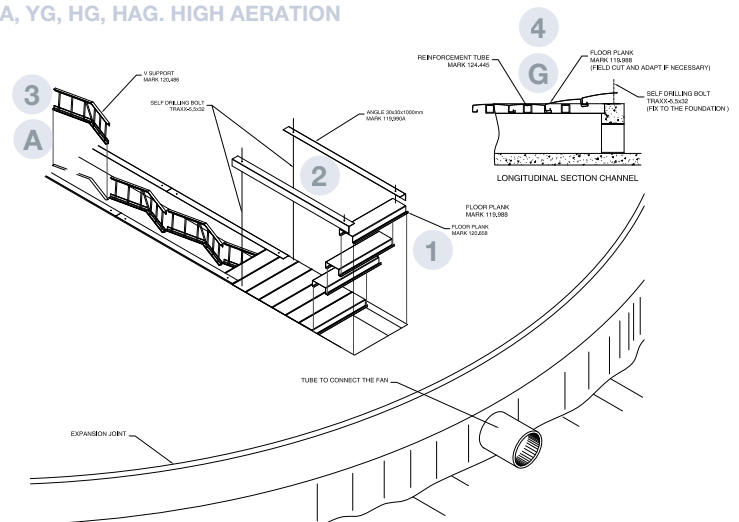 A, YG, HG, HAG. HIGH AERATION
4
REINFORCEMENT TUBE
MARK 124.445
FLOOR PLANK
MARK 119.988
(FIELD CUT AND ADAPT IF NECESSARY)
G
V SUPPORT
MARK 120.486
3
SELF DRILLING BOLT
TRAXX-5,5x32
SELF DRILLING BOLT
TRAXX-5,5x32
(FIX TO THE FOUNDATION )
ANGLE 30x30x1000mm
MARK 119,990A
A
2
LONGITUDINAL SECTION CHANNEL
FLOOR PLANK
MARK 119,988
FLOOR PLANK
MARK 120.658
1
TUBE TO CONNECT THE FAN
EXPANSION JOINT